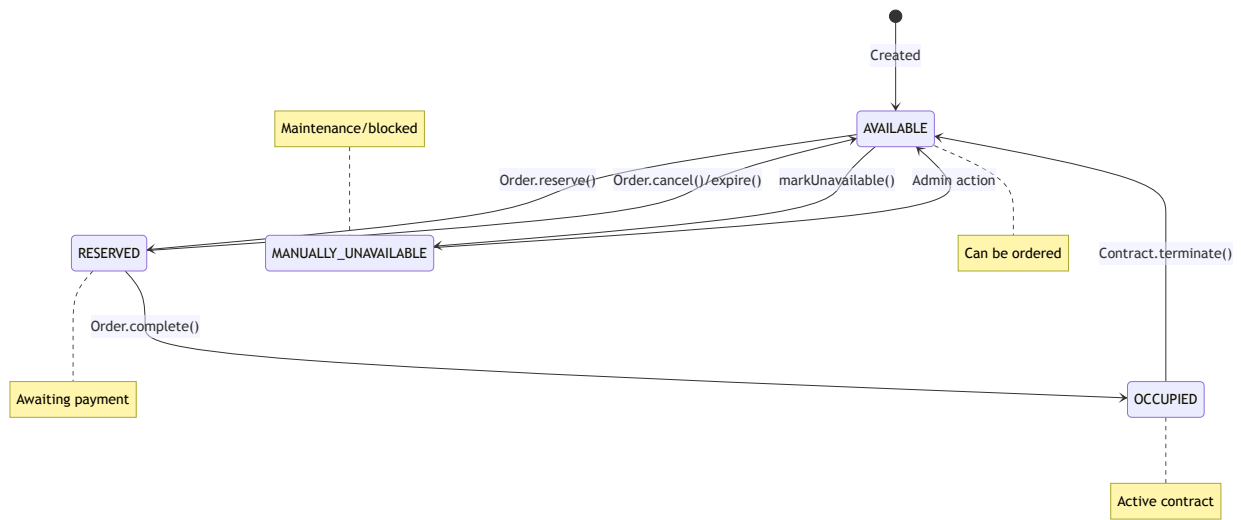 Created
Maintenance/blocked
AVAILABLE
Order.reserve()
Order.cancel()/expire()
markUnavailable()
Admin action
RESERVED
MANUALLY_UNAVAILABLE
Can be ordered
Contract.terminate()
Order.complete()
Awaiting payment
OCCUPIED
Active contract